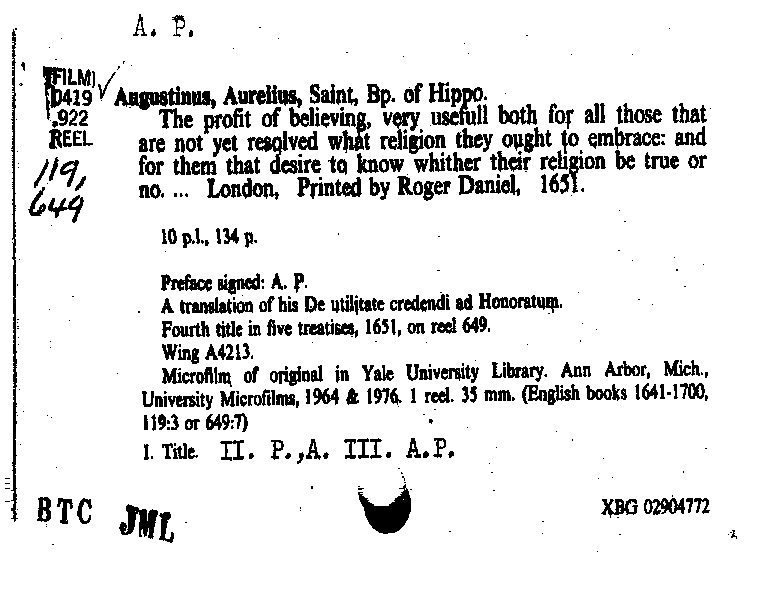 A. P.
(FILM)
D419
.922
REEL
119,
649
Augustinus, Aurelius, Saint, Bp. of Hippo.
The profit of believing, very usefull both for all those that
are not yet resolved what religion they ought to embrace: and
for them that desire to know whither their religion be true or
no. ... London, Printed by Roger Daniel, 1651.
10 p.l., 134 p.
Preface signed: A. P.
A translation of his De utilitate credendi ad Honoratum.
Fourth title in five treatises, 1651, on reel 649.
Wing A4213.
Microfilm of original in Yale University Library. Ann Arbor, Mich.,
University Microfilms, 1964 & 1976. 1 reel. 35 mm. (English books 1641-1700,
119:3 or 649:7)
I. Title. II. P.,A. III. A.P.
BTC JML
XBG 02904772